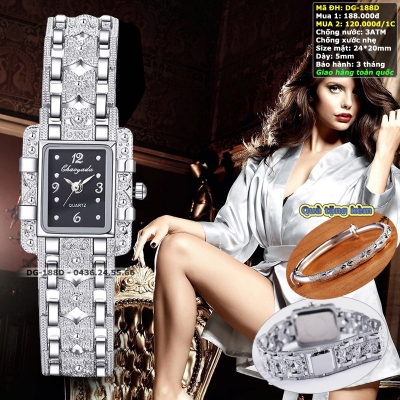 Mã ĐH: DG-188D
Mua 1: 188.000đ
MUA 2: 120.000đ/1C
Chống nước: 3ATM
Chống xước nhẹ
Size mặt: 24*20mm
Dày: 5mm
Bảo hành: 3 tháng
Giao hàng toàn quốc
12
Chaoyada
9 3
QUARTZ
6
Quà tặng kèm
DG-188D - 0436.24.55.66